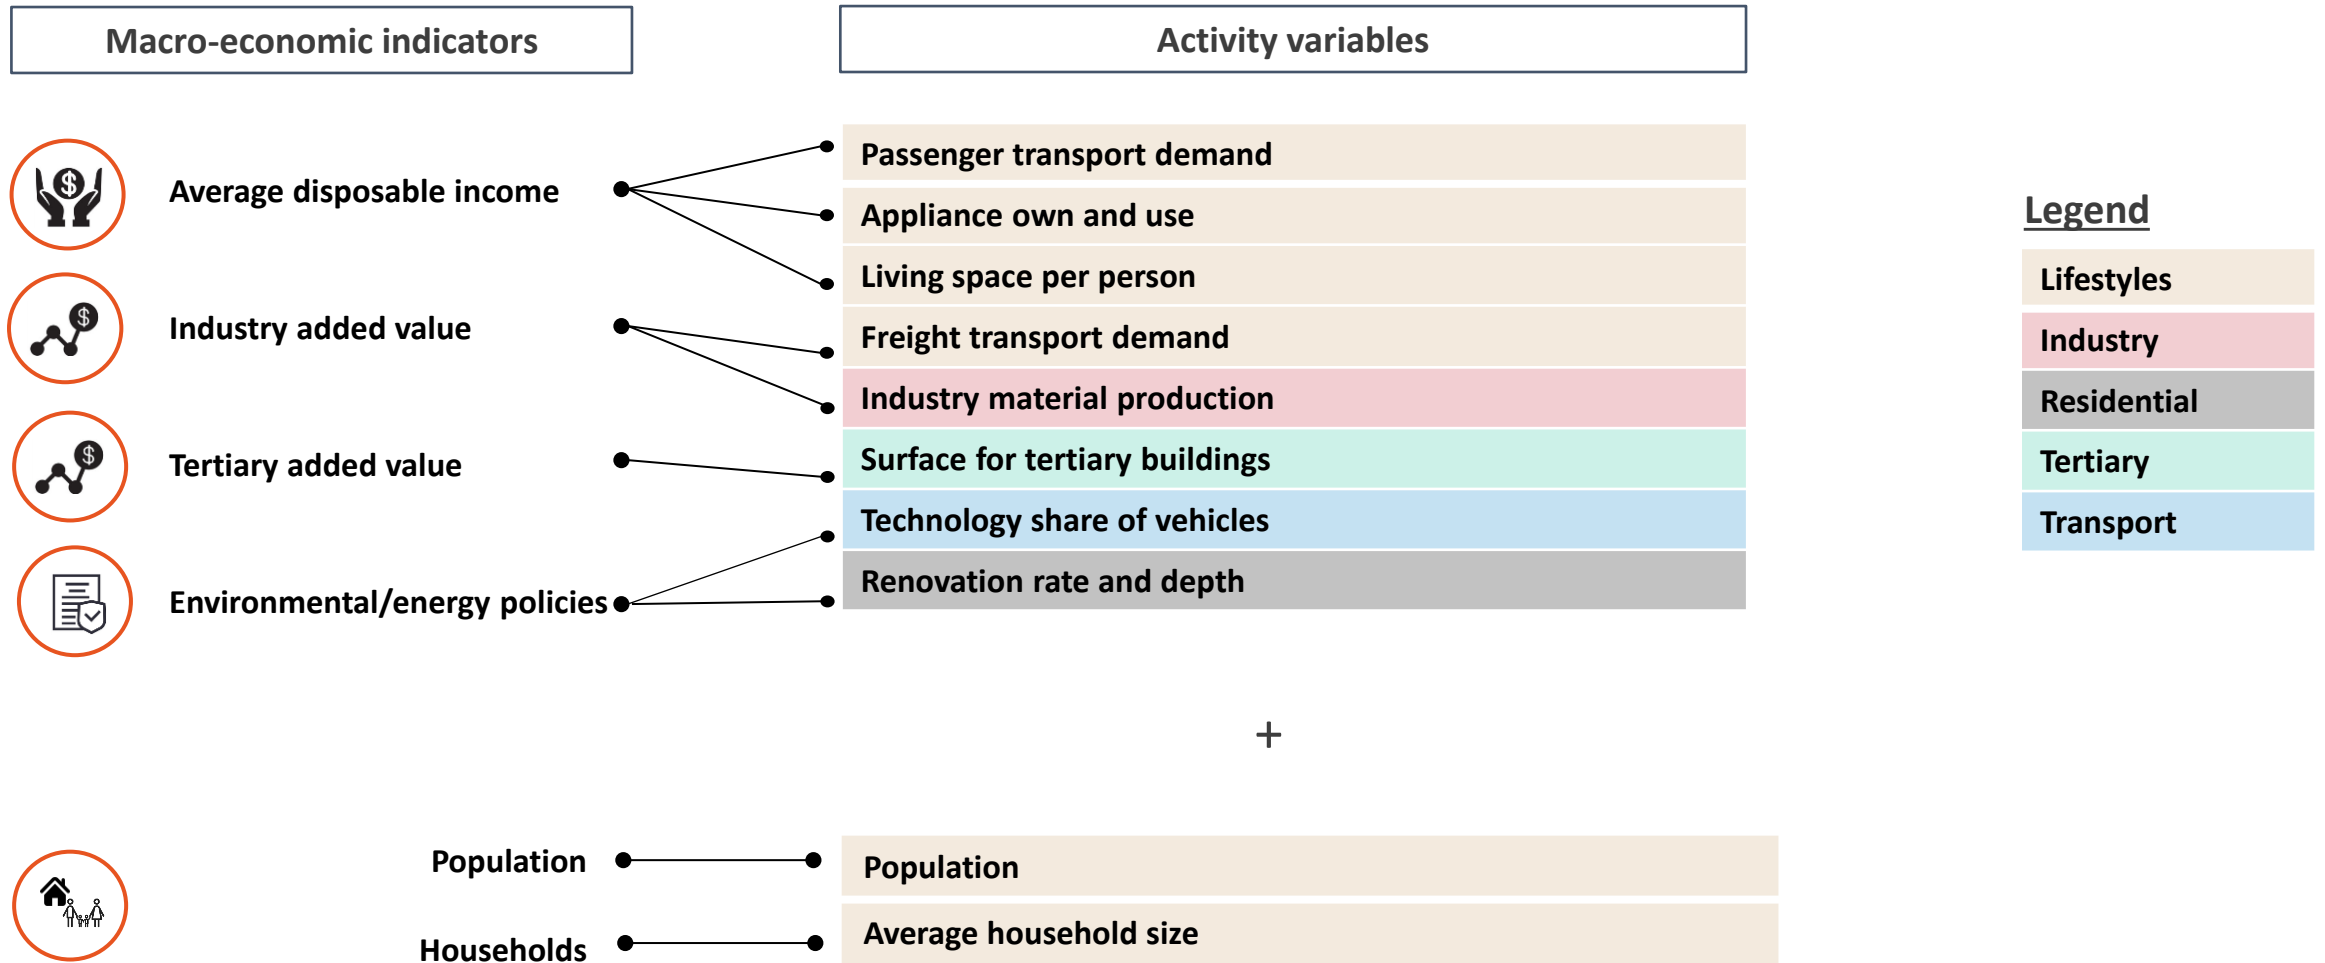 Macro-economic indicators
Activity variables
Average disposable income
Industry added value
Tertiary added value
Environmental/energy policies
Passenger transport demand
Appliance own and use
Living space per person
Freight transport demand
Industry material production
Surface for tertiary buildings
Technology share of vehicles
Renovation rate and depth
Legend
Lifestyles
Industry
Residential
Tertiary
Transport
+
Population
Households
Population
Average household size